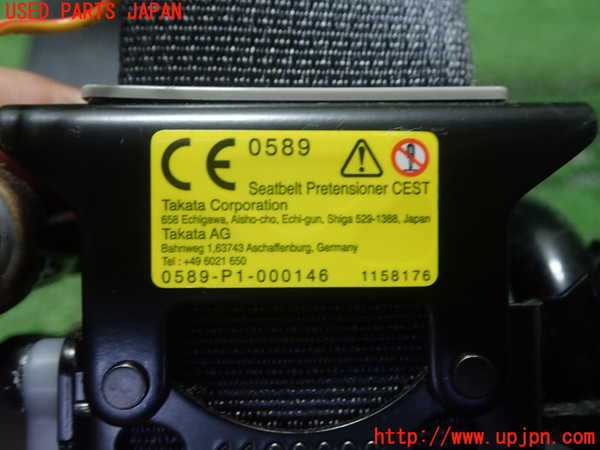 USED PARTS JAPAN
CE 0589
Seatbelt Pretensioner CEST
Takata Corporation
658 Echigawa, Aisho-cho, Echi-gun, Shiga 529-1388, Japan
Takata AG
Bahnweg 1,63743 Aschaffenburg, Germany
Tel : +49 6021 650
0589-P1-000146 1158176
http://www.upjpn.com